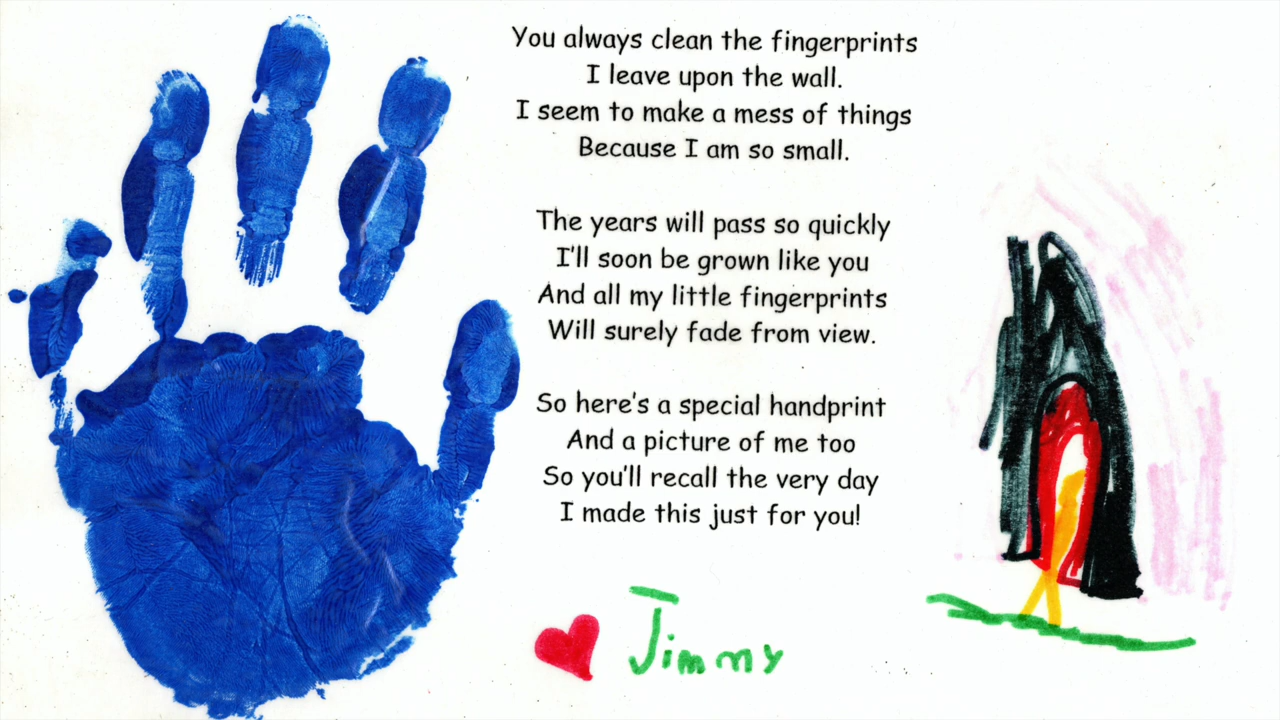 You always clean the fingerprints
I leave upon the wall.
I seem to make a mess of things
Because I am so small.
The years will pass so quickly
I'll soon be grown like you
And all my little fingerprints
Will surely fade from view.
So here's a special handprint
And a picture of me too
So you'll recall the very day
I made this just for you!
Jimmy